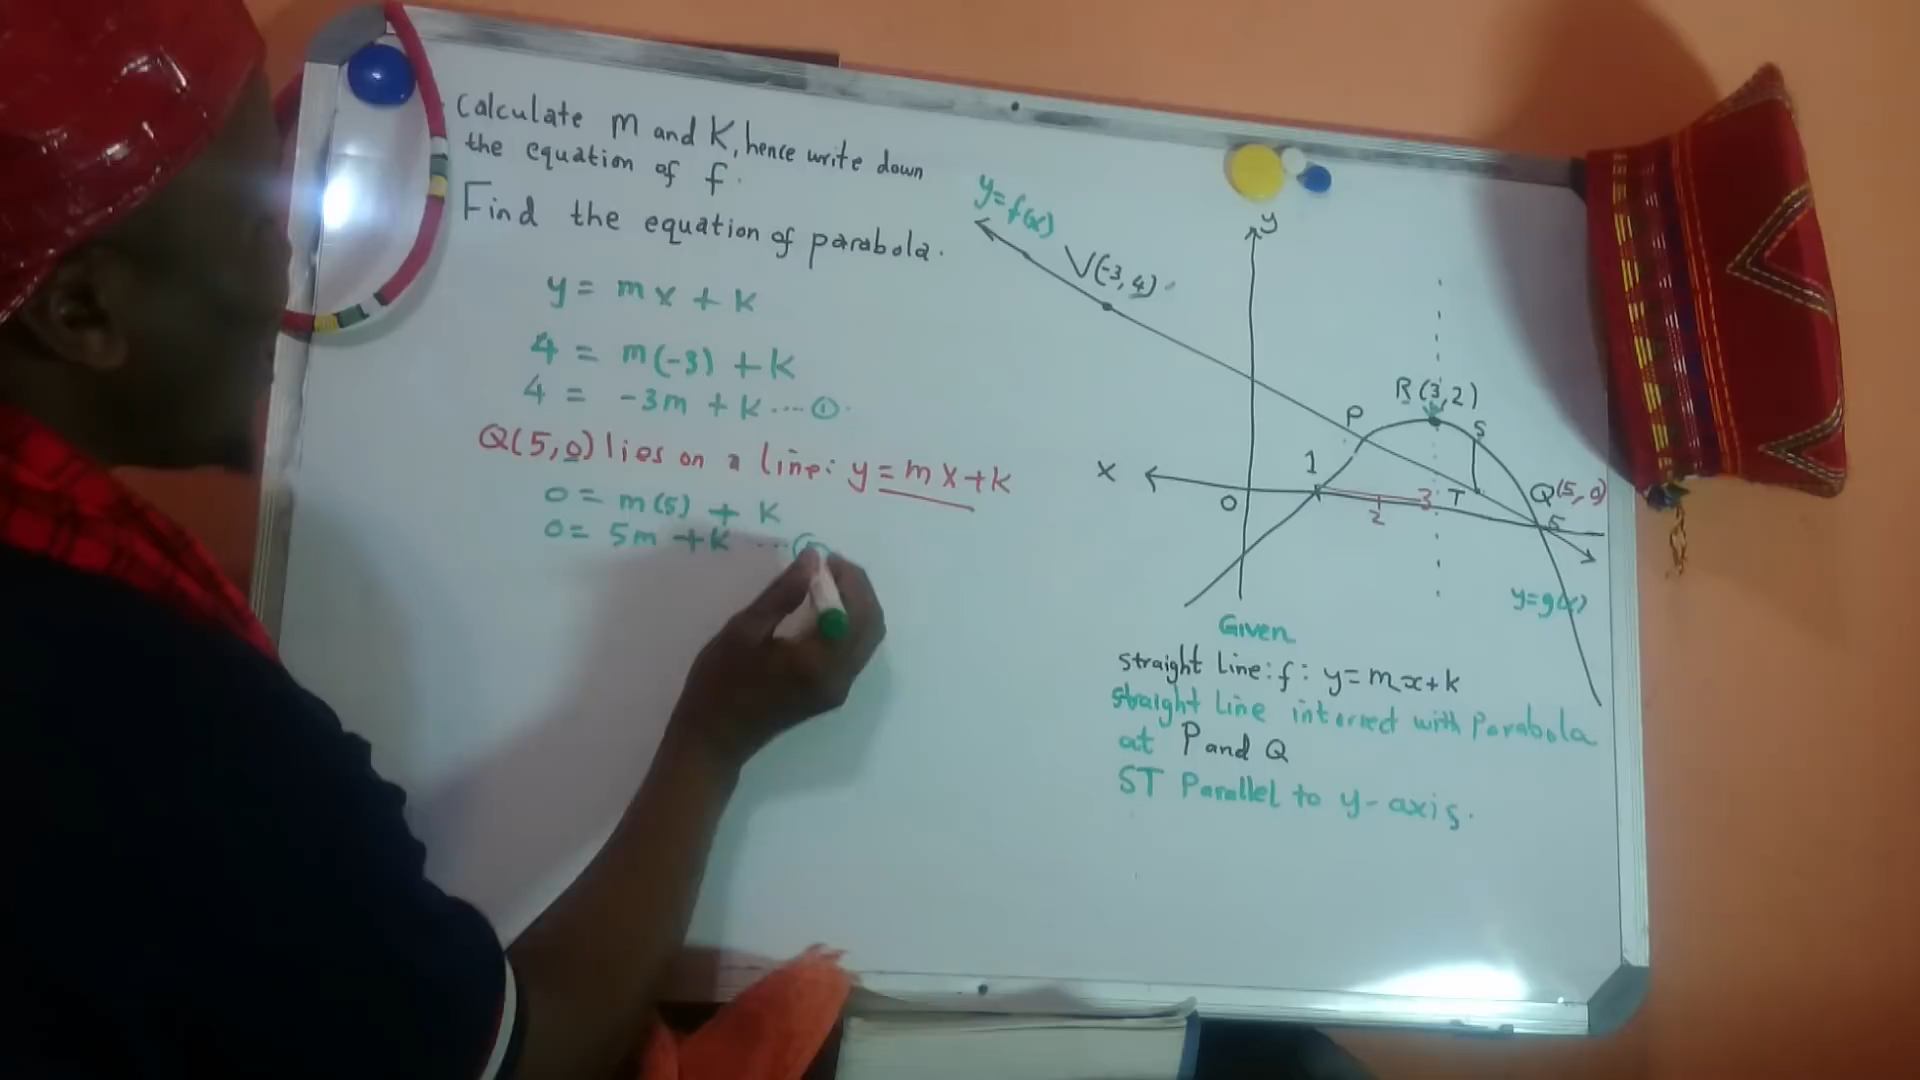 Calculate m and K, hence write down
the equation of f.
Find the equation of parabola.
y = mx + K
4 = m(-3) + K
4 = -3m + K ---- ①.
Q(5,0) lies on a line: y = mx+k
0 = m(5) + K
0 = 5m + K ---
y=f(x)
V(-3,4).
y
R(3,2)
P
S
1
X
O
2
3
T
Q(5,0)
5
y=g(x)
Given
straight Line: f: y=mx+k
straight Line interect with Parabola
at P and Q
ST Parallel to y-axis.